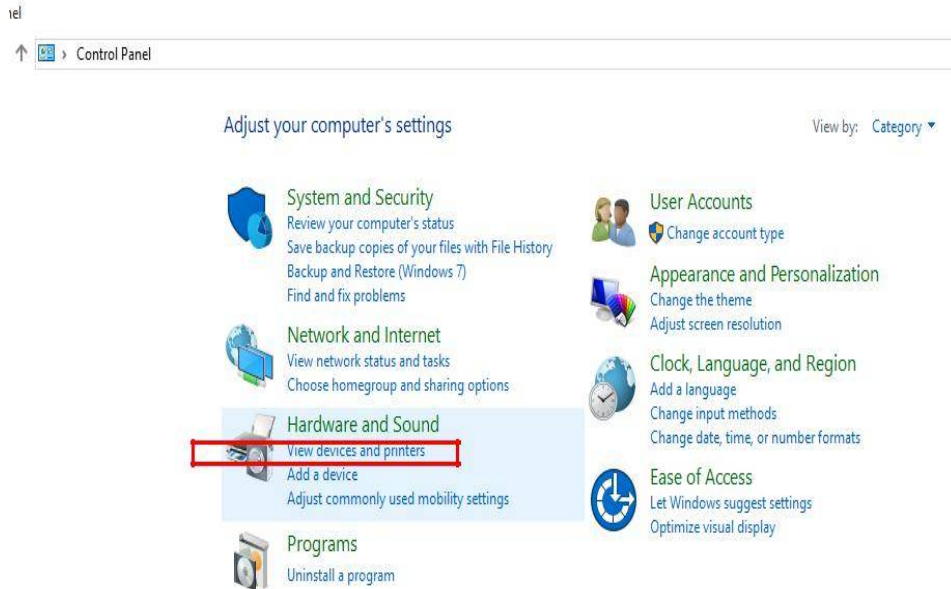 nel
Control Panel
Adjust your computer's settings
View by: Category
System and Security
Review your computer's status
Save backup copies of your files with File History
Backup and Restore (Windows 7)
Find and fix problems
Network and Internet
View network status and tasks
Choose homegroup and sharing options
Hardware and Sound
View devices and printers
Add a device
Adjust commonly used mobility settings
Programs
Uninstall a program
User Accounts
Change account type
Appearance and Personalization
Change the theme
Adjust screen resolution
Clock, Language, and Region
Add a language
Change input methods
Change date, time, or number formats
Ease of Access
Let Windows suggest settings
Optimize visual display